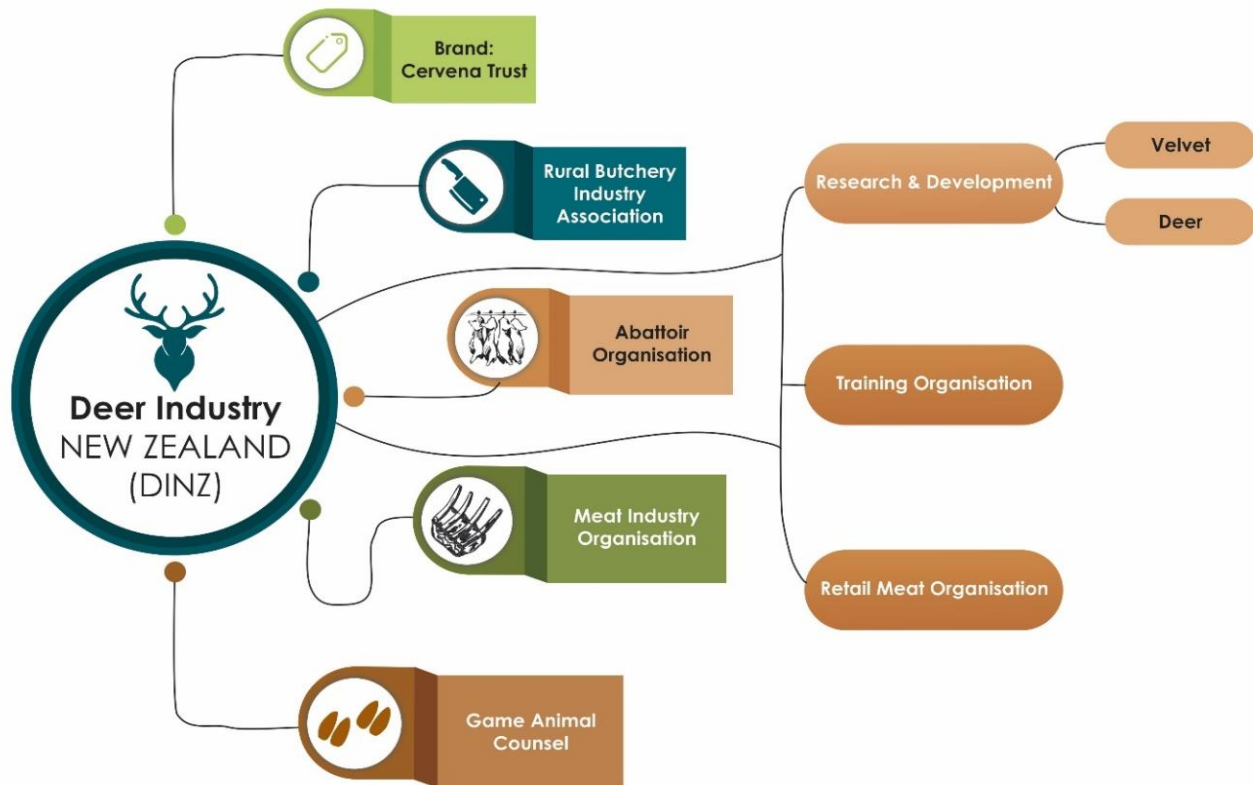 Brand:
Cervena Trust
Rural Butchery
Industry
Association
Research & Development
Velvet
Deer
Deer Industry
NEW ZEALAND
(DINZ)
Abattoir
Organisation
Training Organisation
Meat Industry
Organisation
Retail Meat Organisation
Game Animal
Counsel